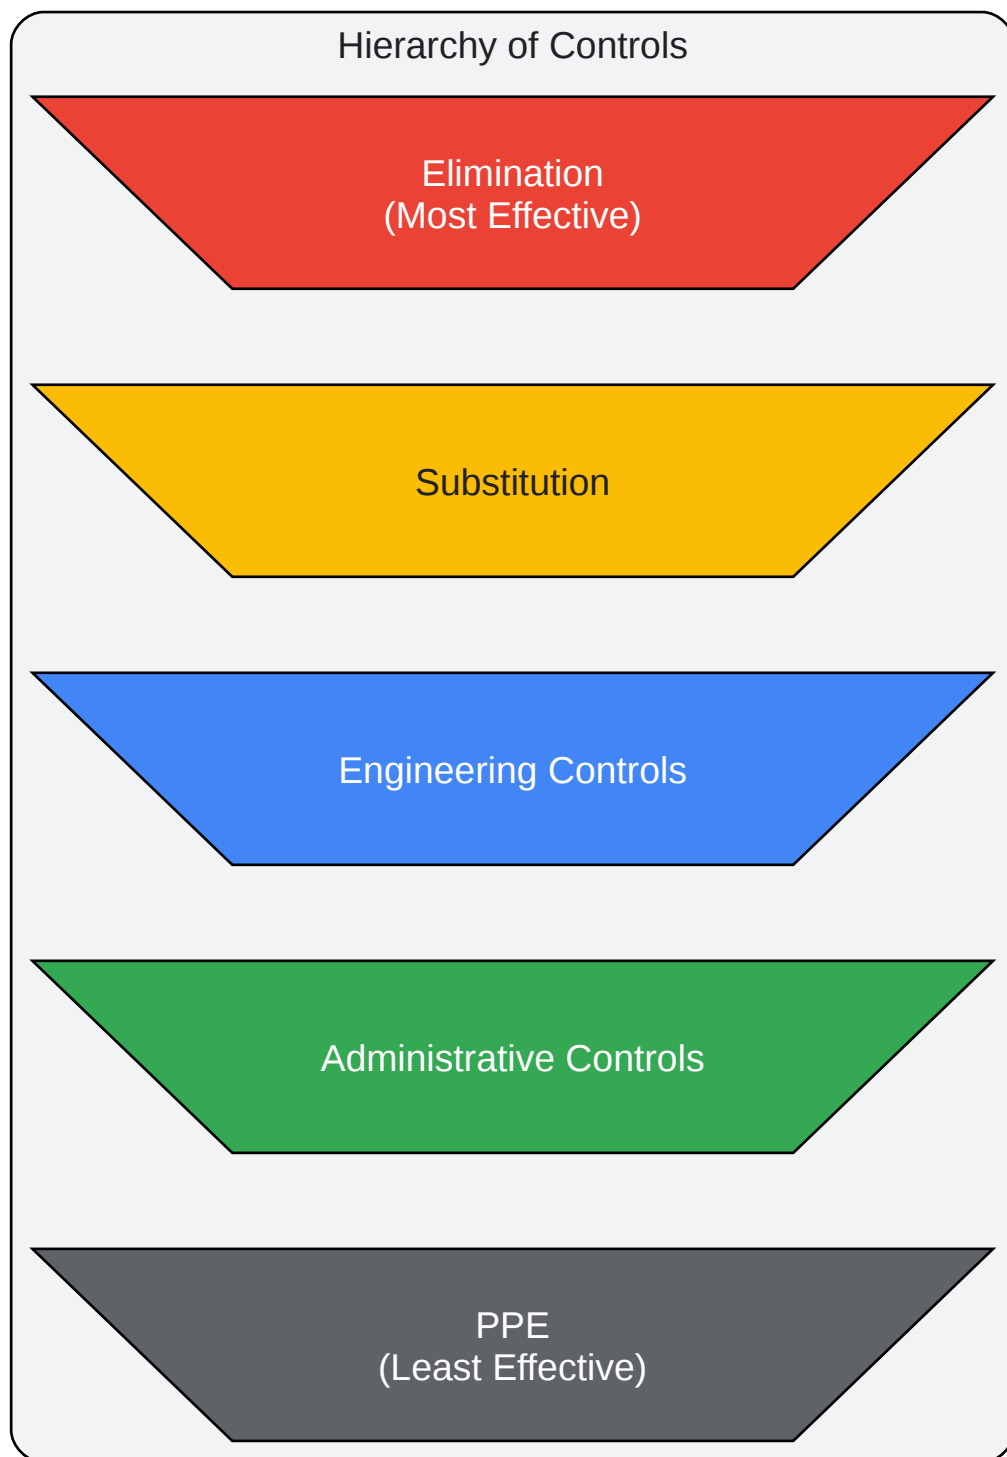 Hierarchy of Controls
Elimination
(Most Effective)
Substitution
Engineering Controls
Administrative Controls
PPE
(Least Effective)